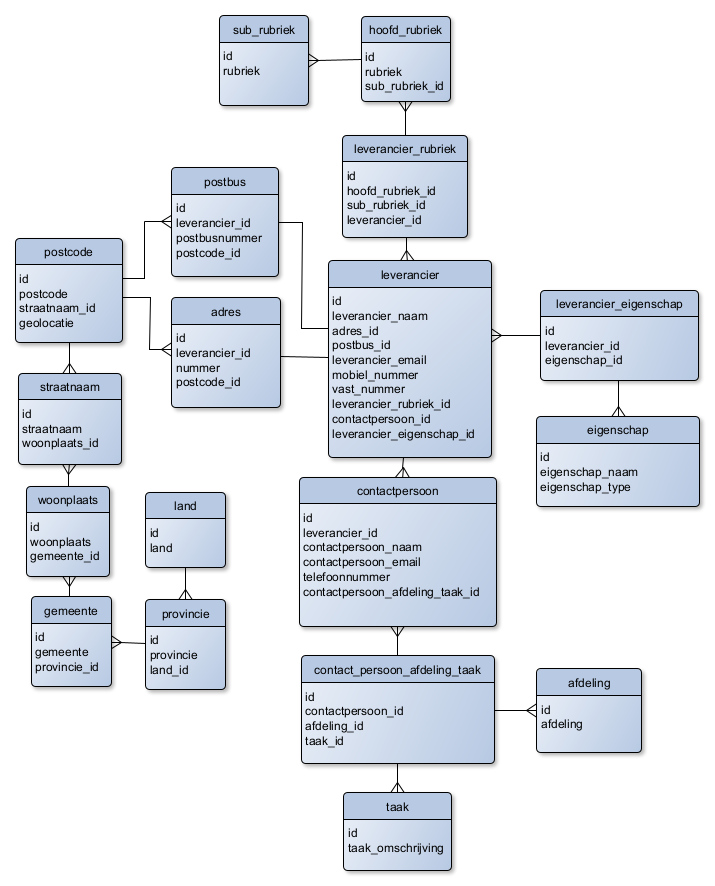 sub_rubriek
id
rubriek
hoofd_rubriek
id
rubriek
sub_rubriek_id
leverancier_rubriek
id
hoofd_rubriek_id
sub_rubriek_id
leverancier_id
postbus
id
leverancier_id
postbusnummer
postcode_id
postcode
id
postcode
straatnaam_id
geolocatie
adres
id
leverancier_id
nummer
postcode_id
leverancier
id
leverancier_naam
adres_id
postbus_id
leverancier_email
mobiel_nummer
vast_nummer
leverancier_rubriek_id
contactpersoon_id
leverancier_eigenschap_id
leverancier_eigenschap
id
leverancier_id
eigenschap_id
eigenschap
id
eigenschap_naam
eigenschap_type
straatnaam
id
straatnaam
woonplaats_id
woonplaats
id
woonplaats
gemeente_id
land
id
land
gemeente
id
gemeente
provincie_id
provincie
id
provincie
land_id
contactpersoon
id
leverancier_id
contactpersoon_naam
contactpersoon_email
telefoonnummer
contactpersoon_afdeling_taak_id
contact_persoon_afdeling_taak
id
contactpersoon_id
afdeling_id
taak_id
afdeling
id
afdeling
taak
id
taak_omschrijving